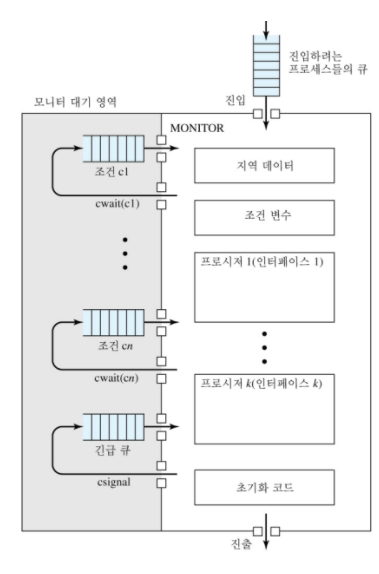 진입하려는
프로세스들의 큐
진입
모니터 대기 영역
MONITOR
조건 c1
cwait(c1)
조건 cn
cwait(cn)
긴급 큐
csignal
지역 데이터
조건 변수
프로시저 1(인터페이스 1)
프로시저 k(인터페이스 k)
초기화 코드
진출